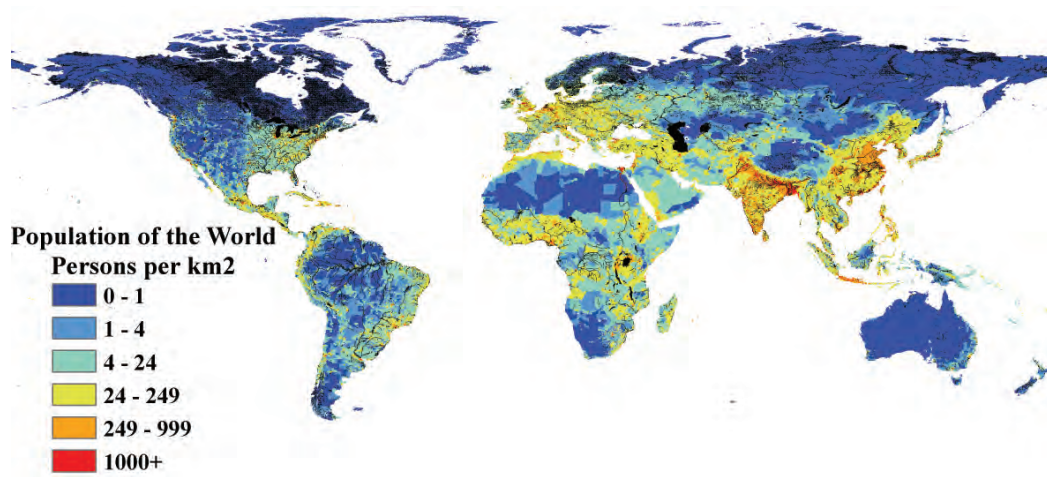 Population of the World
Persons per km2
0 - 1
1 - 4
4 - 24
24 - 249
249 - 999
1000+